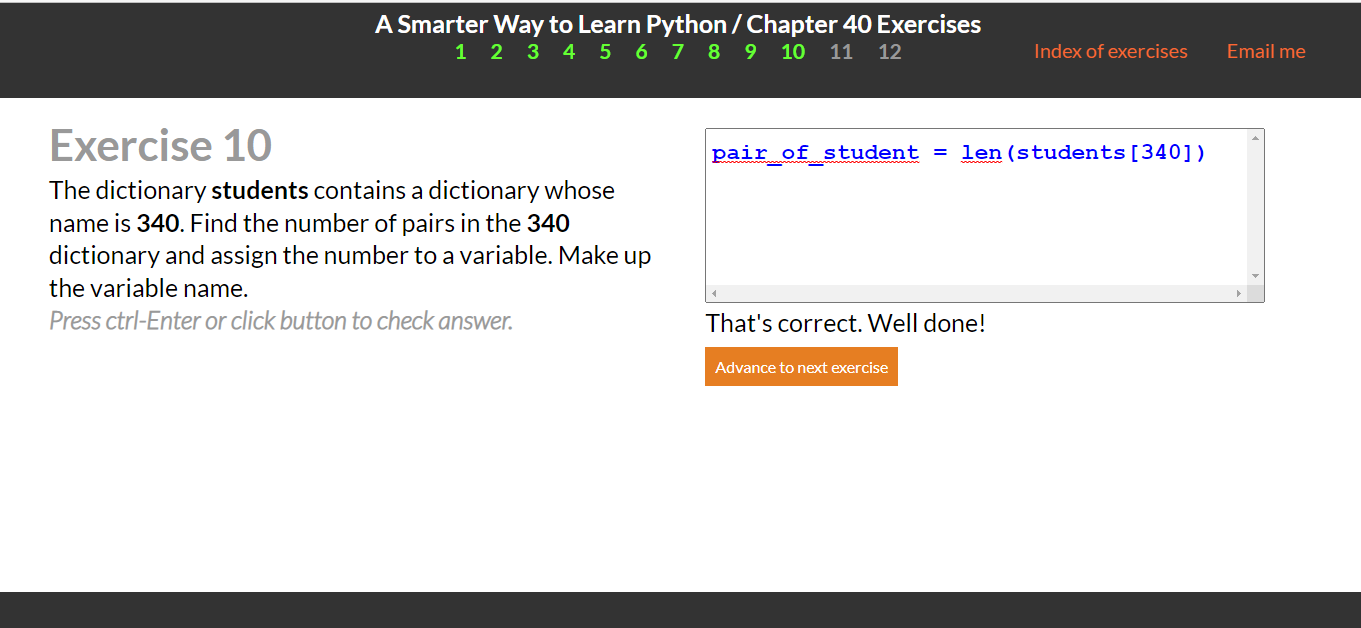 A Smarter Way to Learn Python / Chapter 40 Exercises
1 2 3 4 5 6 7 8 9 10 11 12
Index of exercises Email me
Exercise 10
The dictionary students contains a dictionary whose
name is 340. Find the number of pairs in the 340
dictionary and assign the number to a variable. Make up
the variable name.
Press ctrl-Enter or click button to check answer.
pair_of_student = len(students[340])
That's correct. Well done!
Advance to next exercise